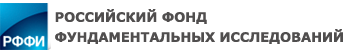 РОССИЙСКИЙ ФОНД
ФУНДАМЕНТАЛЬНЫХ ИССЛЕДОВАНИЙ
РФФИ